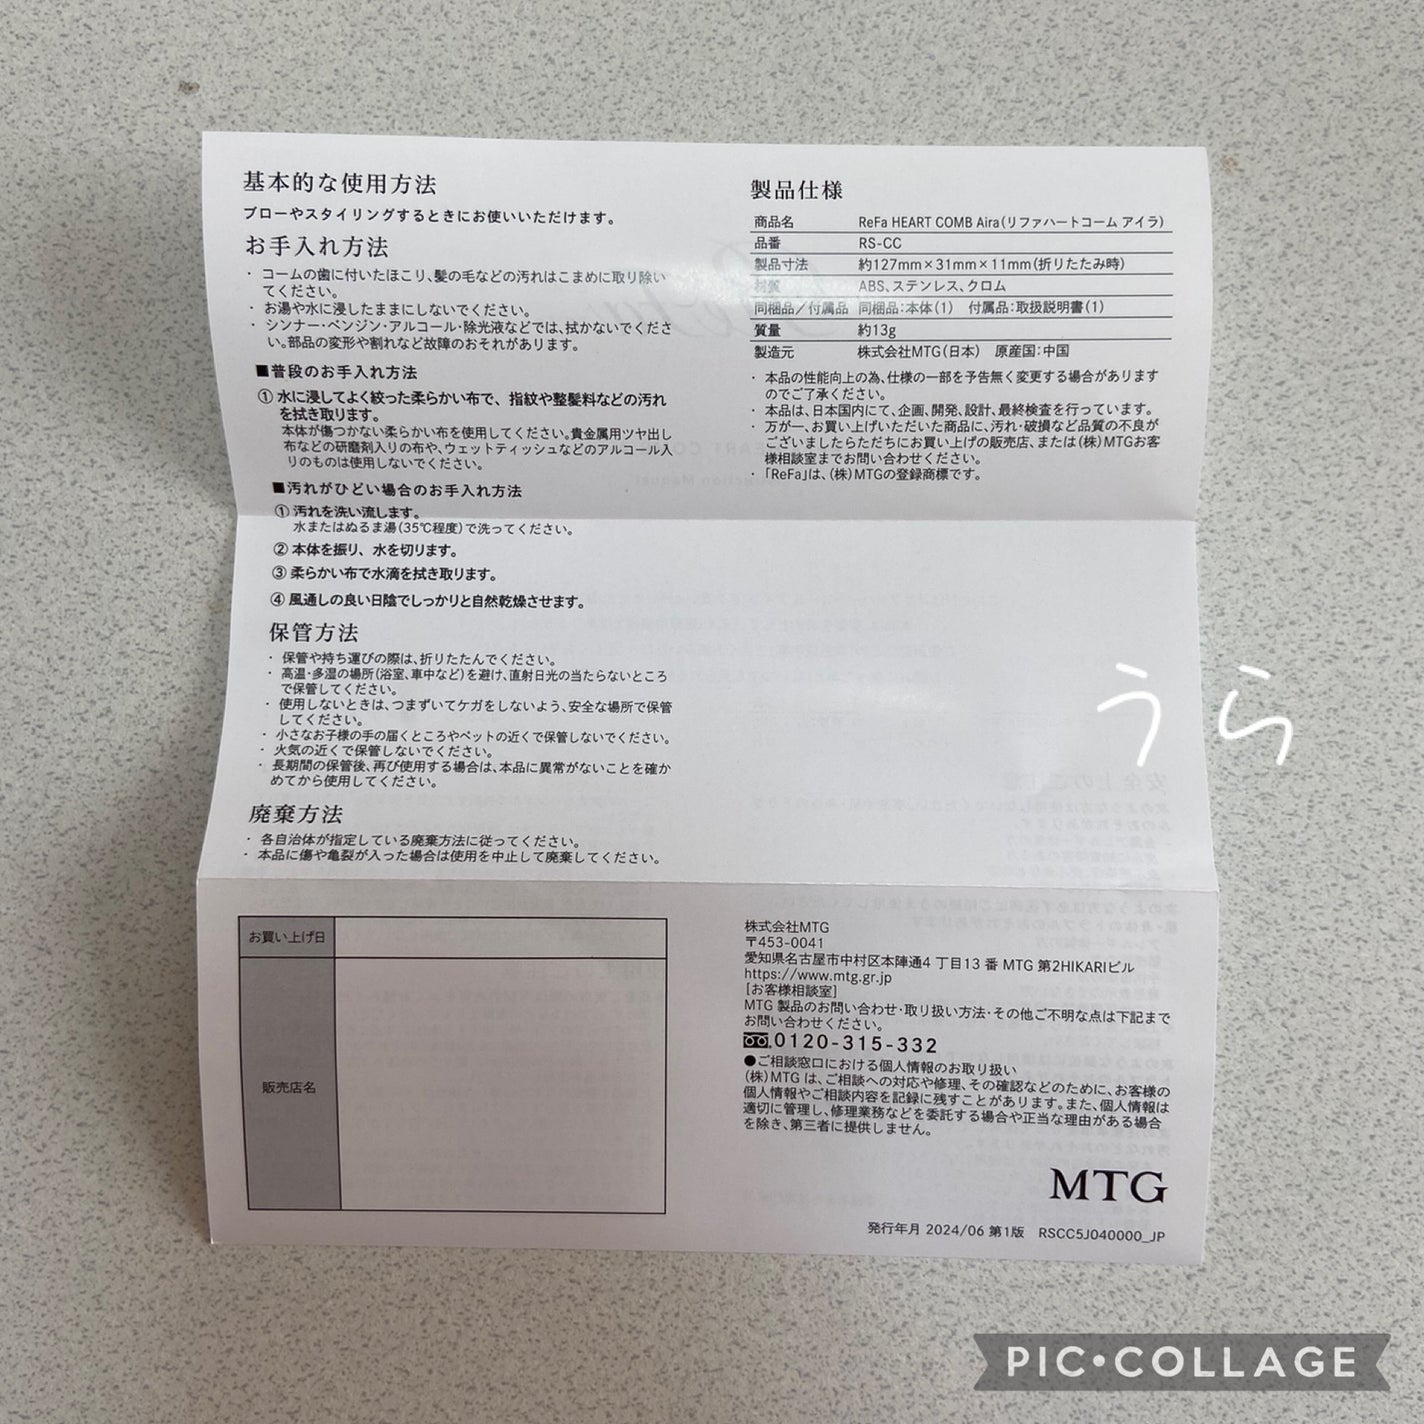 基本的な使用方法
ブローやスタイリングするときにお使いいただけます。
お手入れ方法
・ コームの歯に付いたほこり、髪の毛などの汚れはこまめに取り除い
てください。
・ お湯や水に浸したままにしないでください。
・ シンナー・ベンジン・アルコール・除光液などでは、拭かないでくださ
い。部品の変形や割れなど故障のおそれがあります。
■普段のお手入れ方法
① 水に浸してよく絞った柔らかい布で、指紋や整髪料などの汚れ
を拭き取ります。
本体が傷つかない柔らかい布を使用してください。貴金属用ツヤ出し
布などの研磨剤入りの布や、ウェットティッシュなどのアルコール入
りのものは使用しないでください。
■汚れがひどい場合のお手入れ方法
① 汚れを洗い流します。
水またはぬるま湯(35℃程度)で洗ってください。
② 本体を振り、水を切ります。
③ 柔らかい布で水滴を拭き取ります。
④ 風通しの良い日陰でしっかりと自然乾燥させます。
保管方法
・ 保管や持ち運びの際は、折りたたんでください。
・ 高温・多湿の場所(浴室、車中など)を避け、直射日光の当たらないところ
で保管してください。
・ 使用しないときは、つまずいてケガをしないよう、安全な場所で保管
してください。
・ 小さなお子様の手の届くところやペットの近くで保管しないでください。
・ 火気の近くで保管しないでください。
・ 長期間の保管後、再び使用する場合は、本品に異常がないことを確か
めてから使用してください。
廃棄方法
・ 各自治体が指定している廃棄方法に従ってください。
・ 本品に傷や亀裂が入った場合は使用を中止して廃棄してください。
お買い上げ日
販売店名
製品仕様
商品名 ReFa HEART COMB Aira(リファハートコーム アイラ)
品番 RS-CC
製品寸法 約127mm×31mm×11mm(折りたたみ時)
材質 ABS、ステンレス、クロム
同梱品/付属品 同梱品:本体(1) 付属品:取扱説明書(1)
質量 約13g
製造元 株式会社MTG(日本) 原産国:中国
・ 本品の性能向上の為、仕様の一部を予告無く変更する場合があります
のでご了承ください。
・ 本品は、日本国内にて、企画、開発、設計、最終検査を行っています。
・ 万が一、お買い上げいただいた商品に、汚れ・破損など品質の不良が
ございましたらただちにお買い上げの販売店、または(株)MTGお客
様相談室までお問い合わせください。
・ 「ReFa」は、(株)MTGの登録商標です。
うら
株式会社MTG
〒453-0041
愛知県名古屋市中村区本陣通4 丁目13 番 MTG 第2HIKARIビル
https://www.mtg.gr.jp
[お客様相談室]
MTG 製品のお問い合わせ・取り扱い方法・その他ご不明な点は下記まで
お問い合わせください。
0120-315-332
●ご相談窓口における個人情報のお取り扱い
(株)MTG は、ご相談への対応や修理、その確認などのために、お客様の
個人情報やご相談内容を記録に残すことがあります。また、個人情報は
適切に管理し、修理業務などを委託する場合や正当な理由がある場合
を除き、第三者に提供しません。
MTG
発行年月 2024/06 第1版 RSCC5J040000_JP
PIC•COLLAGE